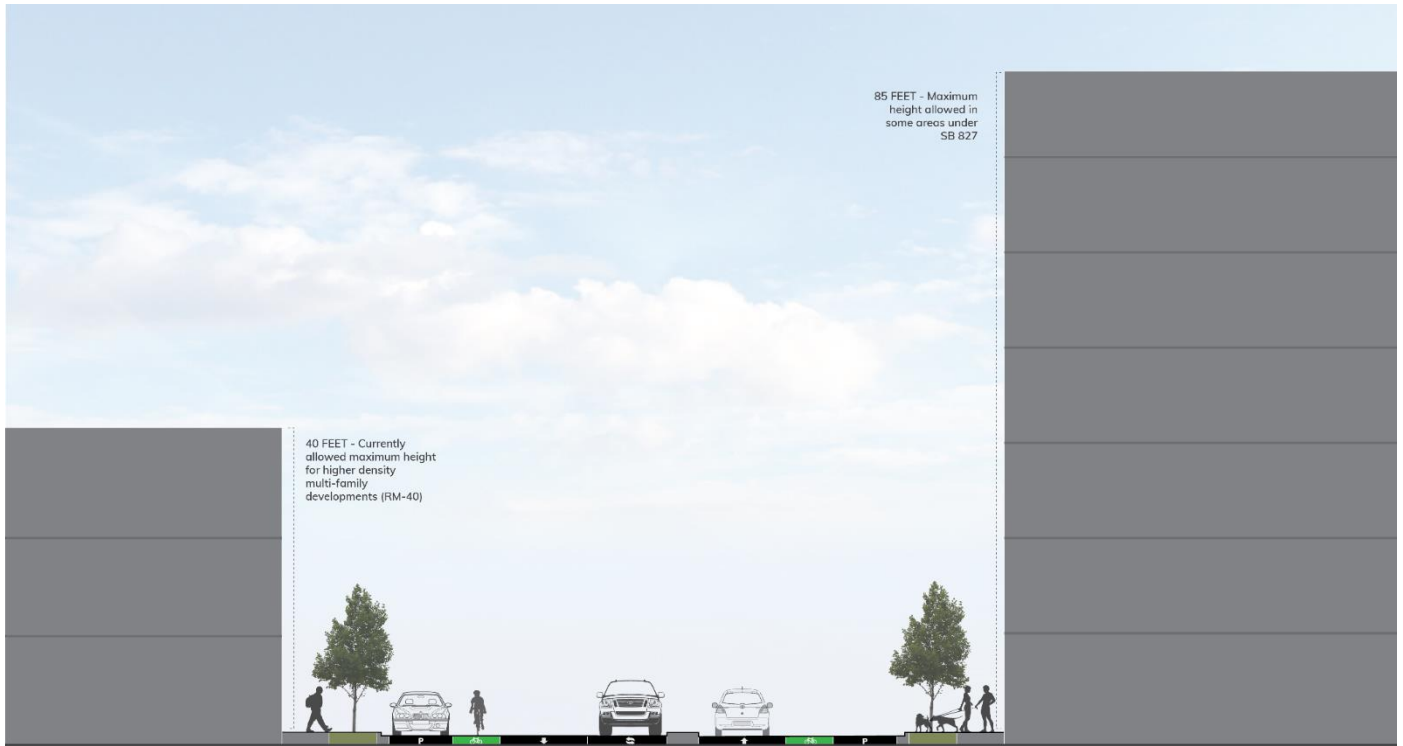 85 FEET - Maximum
height allowed in
some areas under
SB 827
40 FEET - Currently
allowed maximum height
for higher density
multi-family
developments (RM-40)
P
P